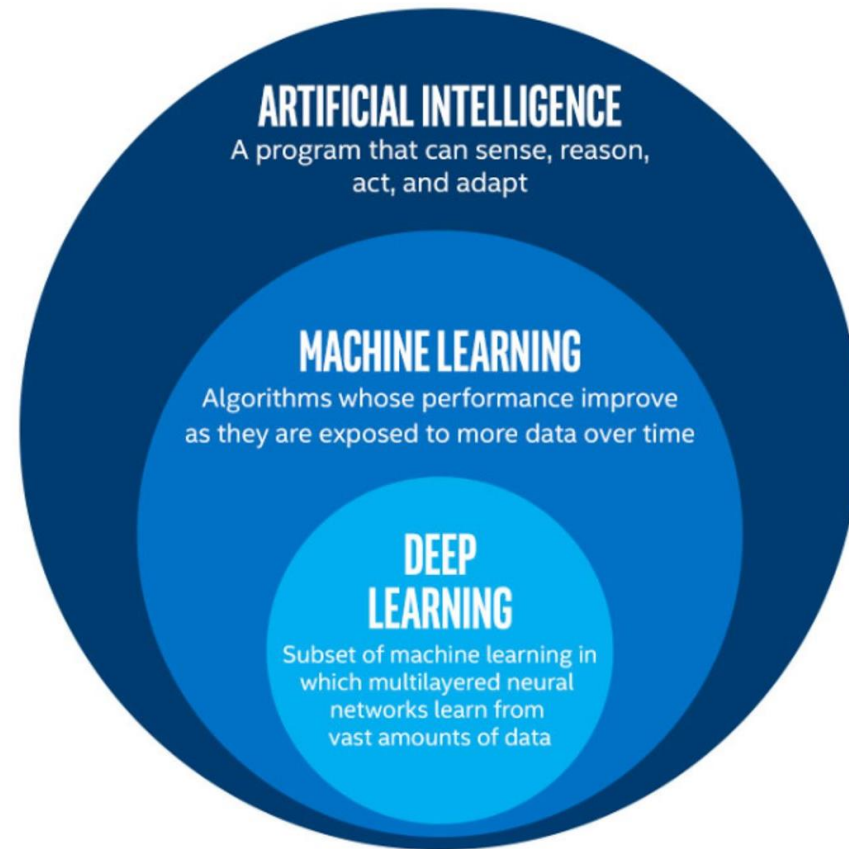 ARTIFICIAL INTELLIGENCE
A program that can sense, reason,
act, and adapt
MACHINE LEARNING
Algorithms whose performance improve
as they are exposed to more data over time
DEEP
LEARNING
Subset of machine learning in
which multilayered neural
networks learn from
vast amounts of data